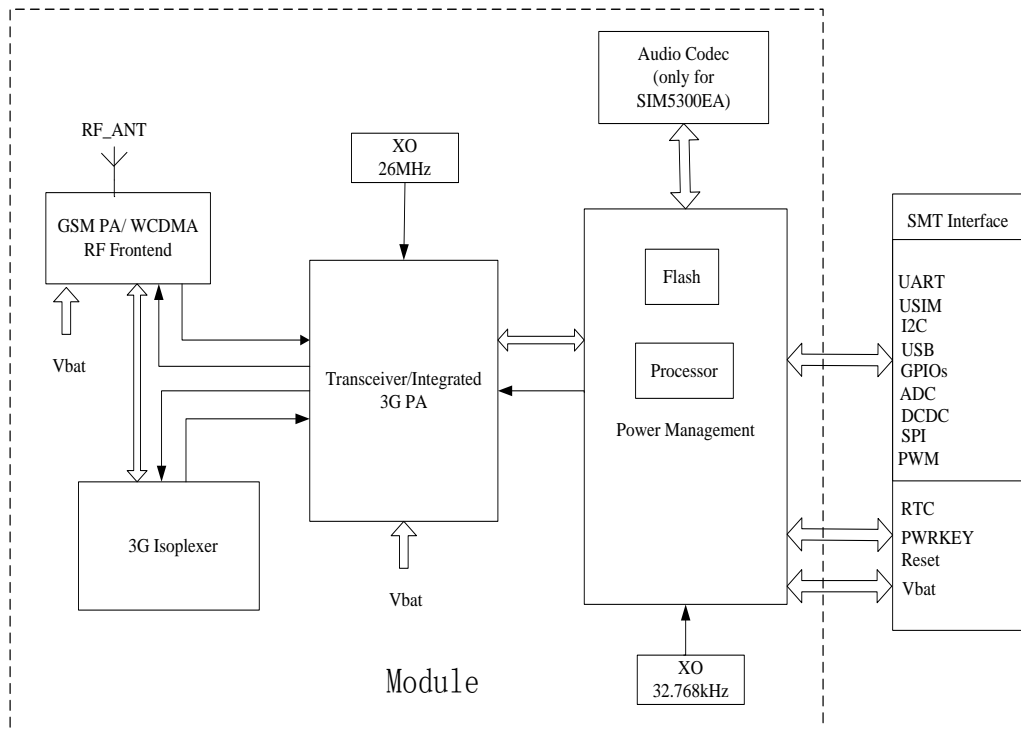 Audio Codec
(only for
SIM5300EA)
RF_ANT
XO
26MHz
GSM PA/ WCDMA
RF Frontend
SMT Interface
Flash
UART
USIM
I2C
USB
GPIOs
ADC
DCDC
SPI
PWM
Vbat
Transceiver/Integrated
3G PA
Processor
Power Management
RTC
PWRKEY
Reset
Vbat
3G Isoplexer
Vbat
XO
32.768kHz
Module